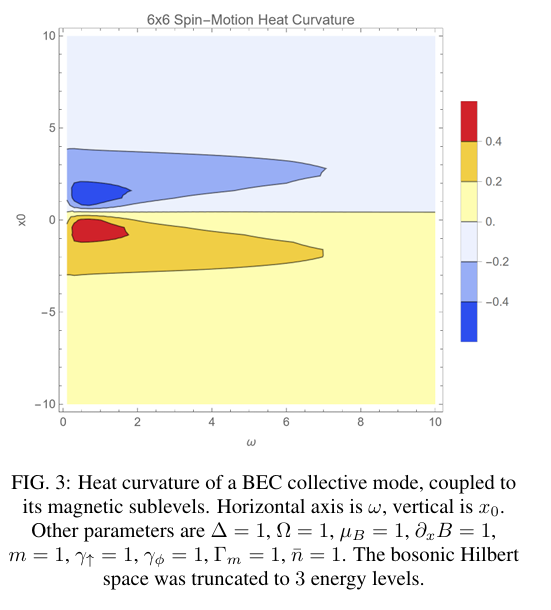 6x6 Spin-Motion Heat Curvature
10
5
0
−5
−10
x0
0
2
4
6
8
10
ω
0.4
0.2
0.
−0.2
−0.4
FIG. 3: Heat curvature of a BEC collective mode, coupled to
its magnetic sublevels. Horizontal axis is ω, vertical is x₀.
Other parameters are Δ = 1, Ω = 1, μ_B = 1, ∂ₓB = 1,
m = 1, γ↑ = 1, γ_ϕ = 1, Γₘ = 1, n̄ = 1. The bosonic Hilbert
space was truncated to 3 energy levels.